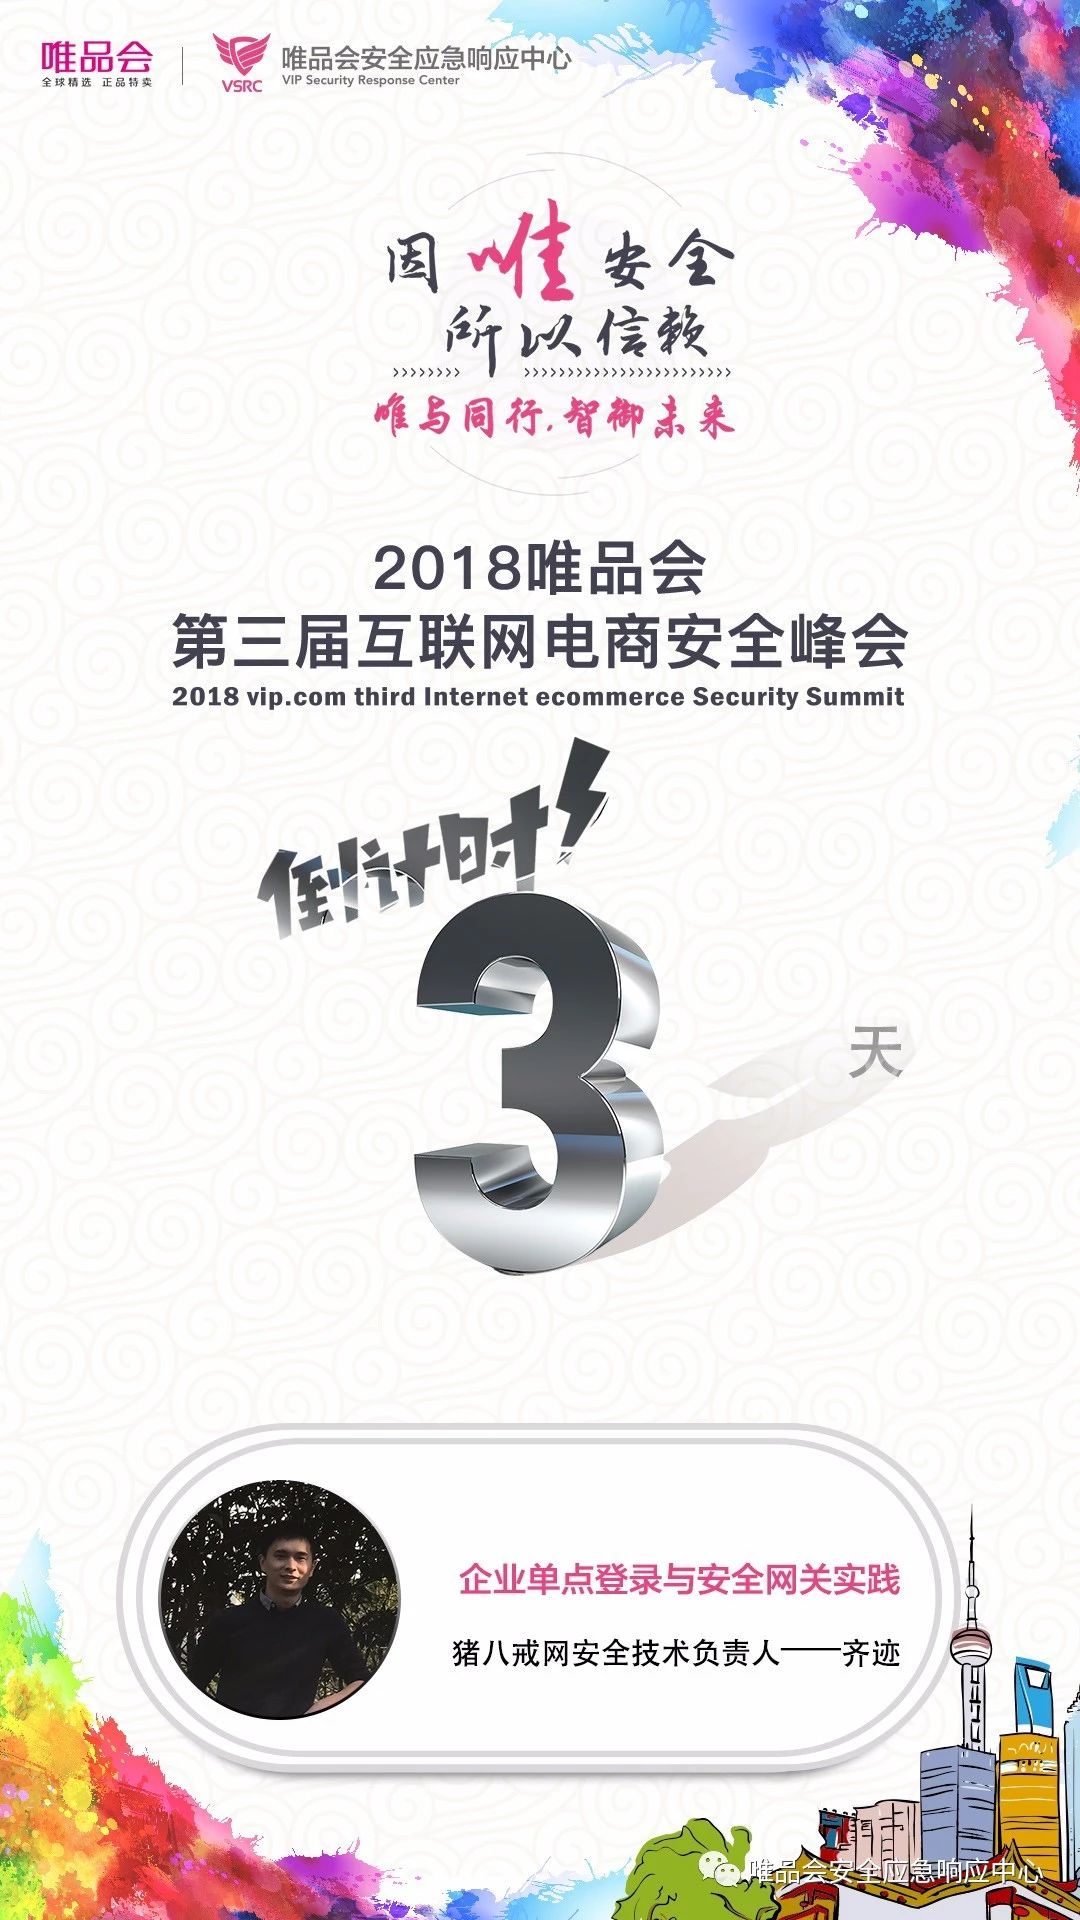 唯品会
全球精选 正品特卖
VSRC
唯品会安全应急响应中心
VIP Security Response Center
因唯安全
所以信赖
唯与同行,智御未来
2018唯品会
第三届互联网电商安全峰会
2018 vip.com third Internet ecommerce Security Summit
倒计时
3
天
企业单点登录与安全网关实践
猪八戒网安全技术负责人——齐迹
唯品会安全应急响应中心